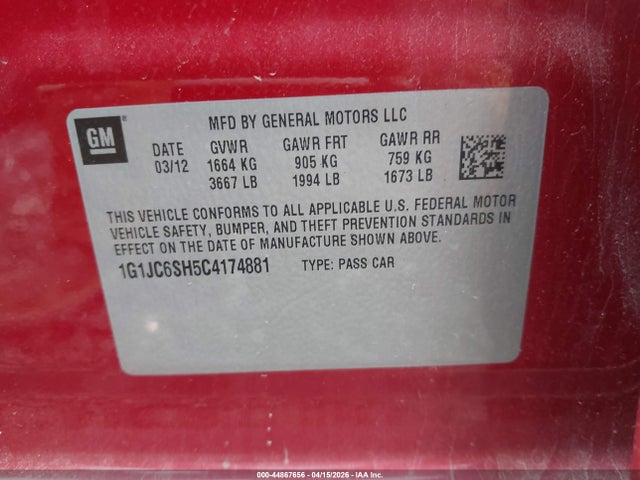 GM
MFD BY GENERAL MOTORS LLC
DATE GVWR GAWR FRT GAWR RR
03/12 1664 KG 905 KG 759 KG
3667 LB 1994 LB 1673 LB
THIS VEHICLE CONFORMS TO ALL APPLICABLE U.S. FEDERAL MOTOR
VEHICLE SAFETY, BUMPER, AND THEFT PREVENTION STANDARDS IN
EFFECT ON THE DATE OF MANUFACTURE SHOWN ABOVE.
1G1JC6SH5C4174881 TYPE: PASS CAR
000-44867656 - 04/15/2026 - IAA Inc.